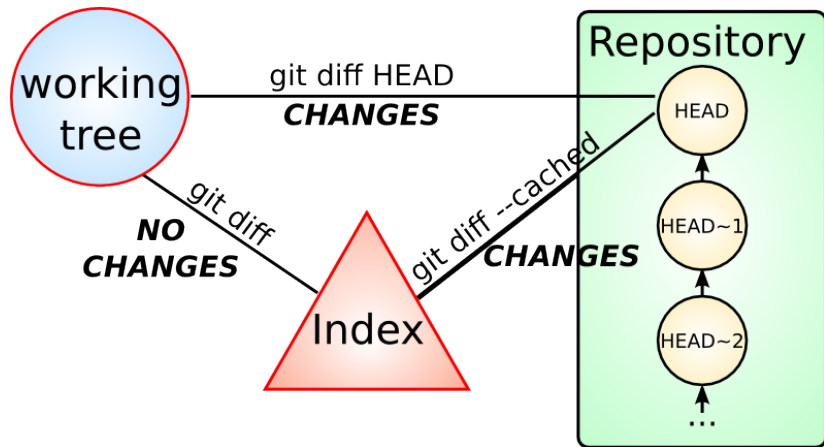 Repository
working
tree
git diff HEAD
CHANGES
HEAD
git diff
NO
CHANGES
git diff --cached
CHANGES
HEAD~1
Index
HEAD~2
...